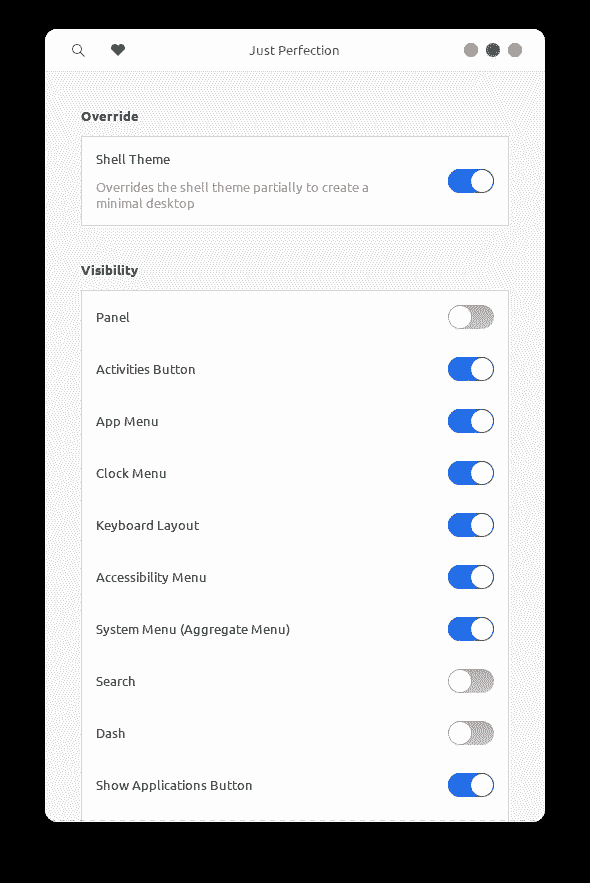 Just Perfection
Override
Shell Theme
Overrides the shell theme partially to create a
minimal desktop
Visibility
Panel
Activities Button
App Menu
Clock Menu
Keyboard Layout
Accessibility Menu
System Menu (Aggregate Menu)
Search
Dash
Show Applications Button